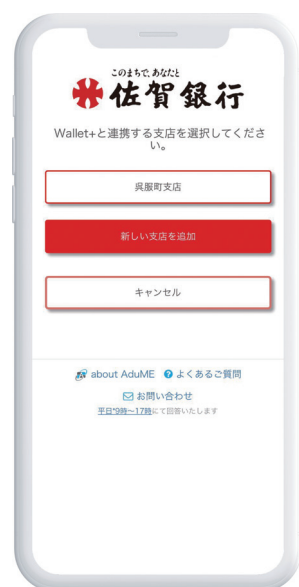 このまちで、あなたと
佐賀銀行
Wallet+と連携する支店を選択してくださ
い。
呉服町支店
新しい支店を追加
キャンセル
about AduME よくあるご質問
お問い合わせ
平日*9時〜17時にて回答いたします